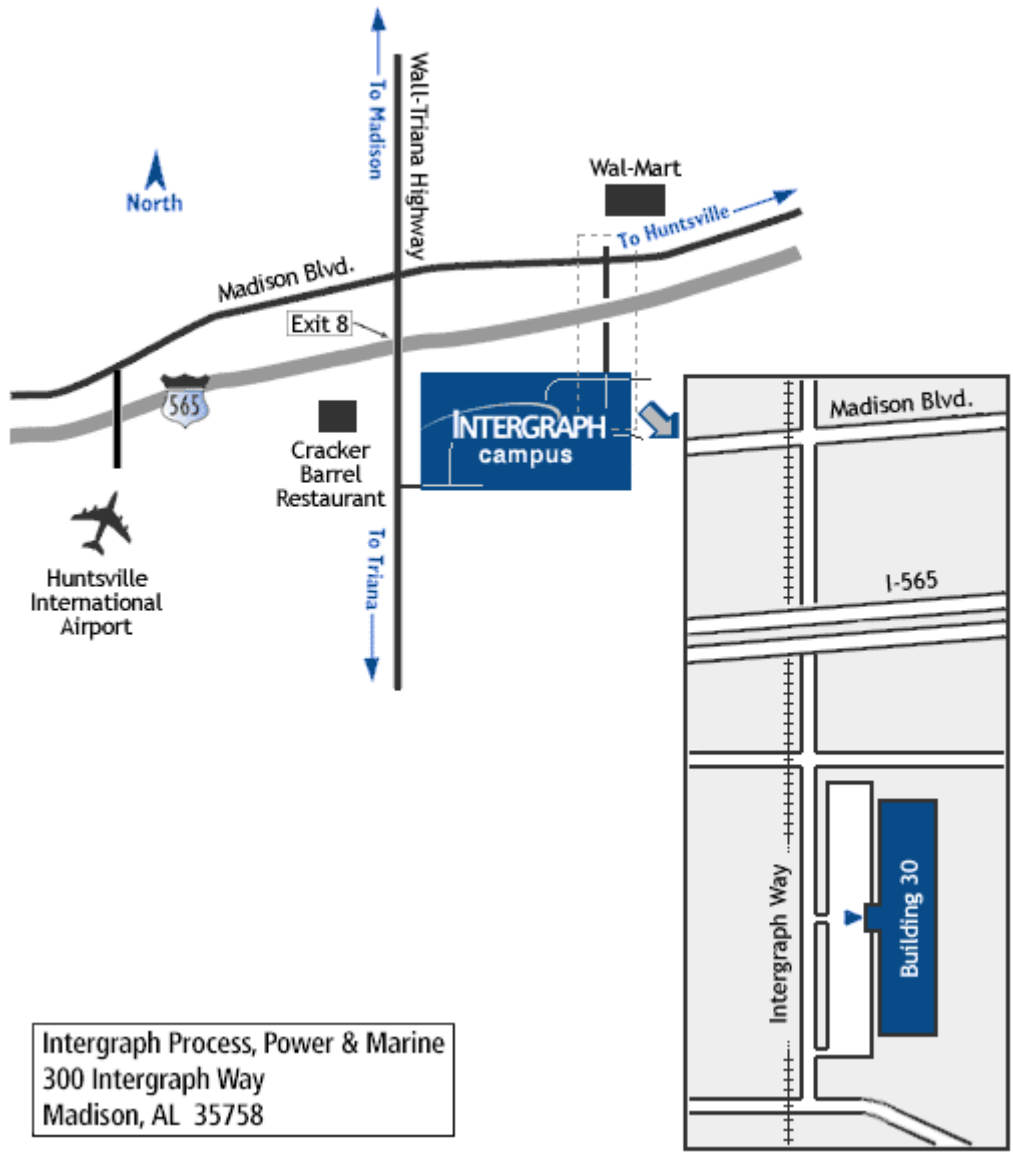 To Madison
Wall-Triana Highway
North
Wal-Mart
To Huntsville
Madison Blvd.
Exit 8
565
Cracker
Barrel
Restaurant
INTERGRAPH
campus
Huntsville
International
Airport
To Triana
Madison Blvd.
I-565
Intergraph Way
Building 30
Intergraph Process, Power & Marine
300 Intergraph Way
Madison, AL 35758